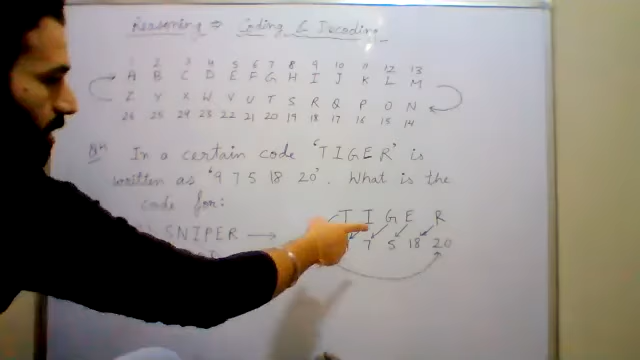 Reasoning ⇒ Coding & Decoding
1 2 3 4 5 6 7 8 9 10 11 12 13
A B C D E F G H I J K L M
Z Y X W V U T S R Q P O N
26 25 24 23 22 21 20 19 18 17 16 15 14
In a certain code 'TIGER' is
written as '9 7 5 18 20'. What is the
code for:
T I G E R
SNIPER →
7 5 18 20